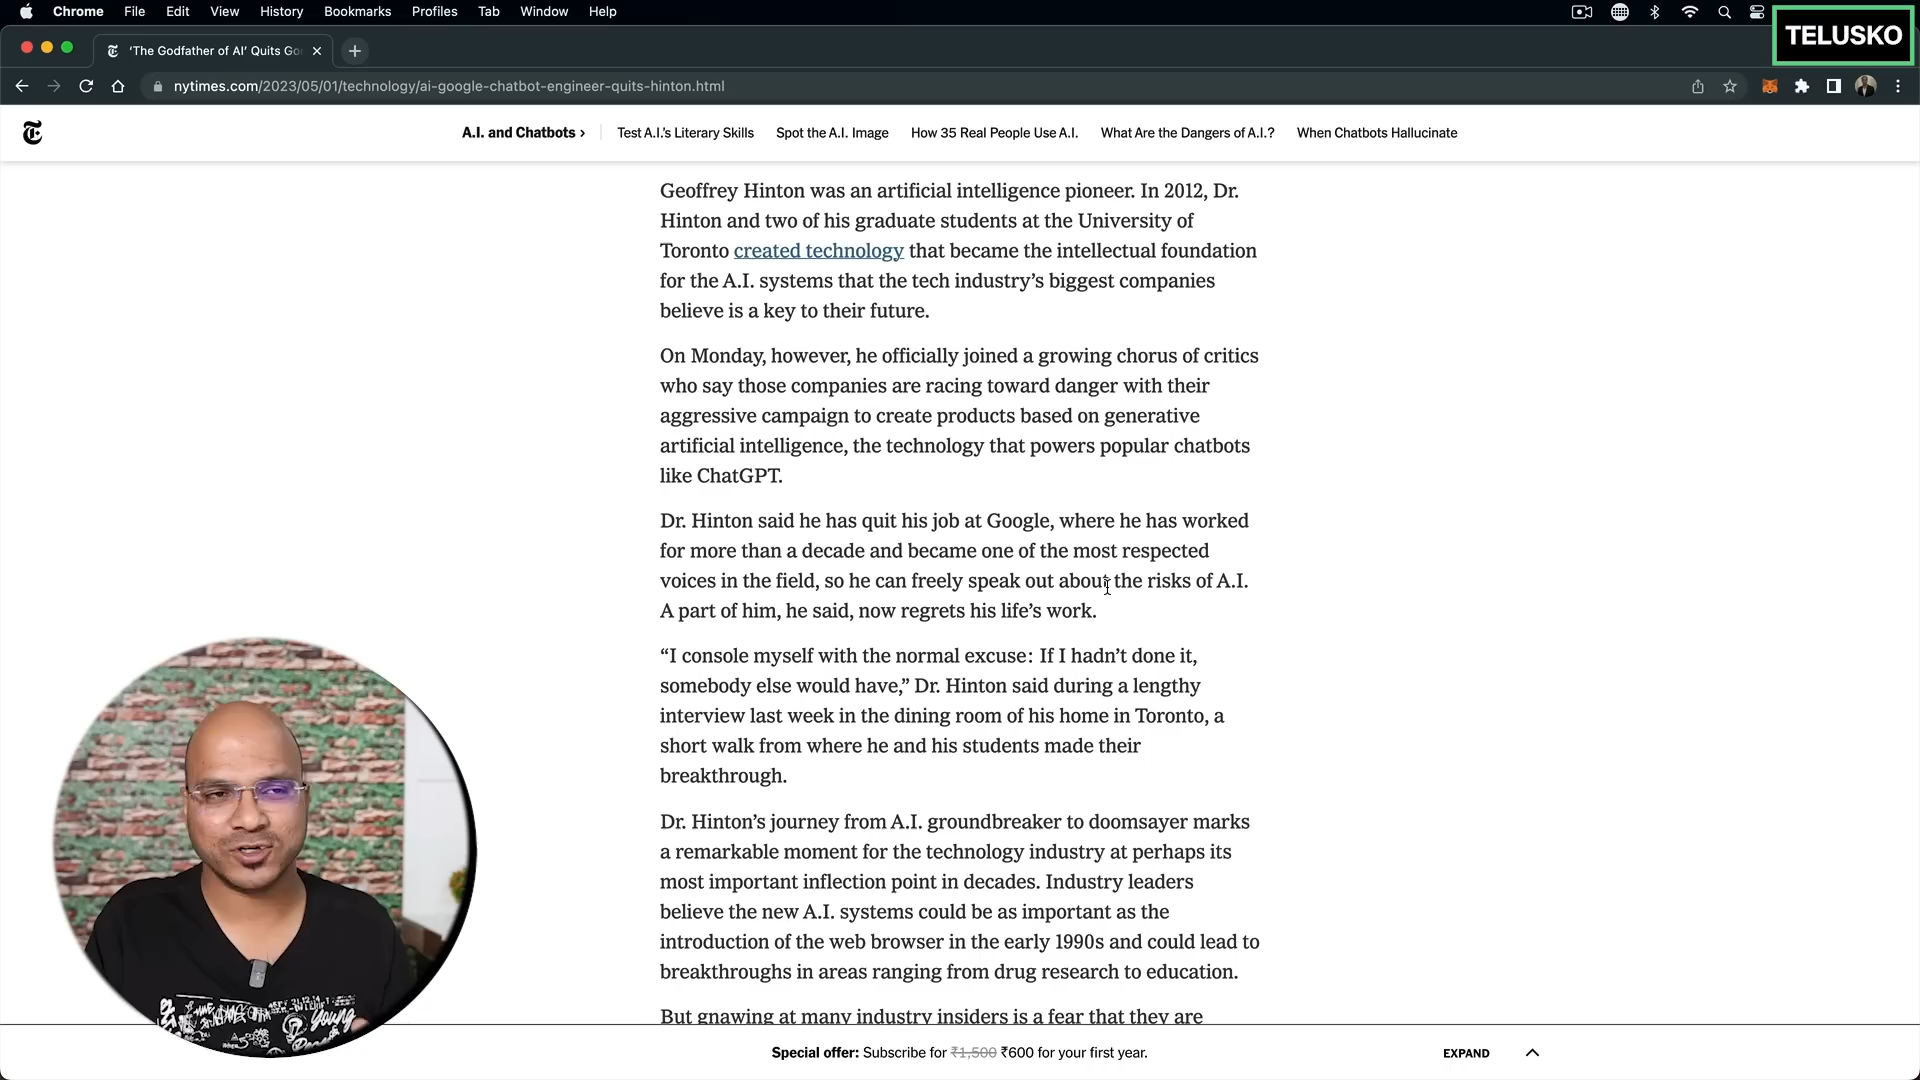 Chrome File Edit View History Bookmarks Profiles Tab Window Help
TELUSKO
'The Godfather of AI' Quits Go
nytimes.com/2023/05/01/technology/ai-google-chatbot-engineer-quits-hinton.html
A.I. and Chatbots › Test A.I.'s Literary Skills Spot the A.I. Image How 35 Real People Use A.I. What Are the Dangers of A.I.? When Chatbots Hallucinate
Geoffrey Hinton was an artificial intelligence pioneer. In 2012, Dr.
Hinton and two of his graduate students at the University of
Toronto created technology that became the intellectual foundation
for the A.I. systems that the tech industry’s biggest companies
believe is a key to their future.
On Monday, however, he officially joined a growing chorus of critics
who say those companies are racing toward danger with their
aggressive campaign to create products based on generative
artificial intelligence, the technology that powers popular chatbots
like ChatGPT.
Dr. Hinton said he has quit his job at Google, where he has worked
for more than a decade and became one of the most respected
voices in the field, so he can freely speak out about the risks of A.I.
A part of him, he said, now regrets his life’s work.
“I console myself with the normal excuse: If I hadn’t done it,
somebody else would have,” Dr. Hinton said during a lengthy
interview last week in the dining room of his home in Toronto, a
short walk from where he and his students made their
breakthrough.
Dr. Hinton’s journey from A.I. groundbreaker to doomsayer marks
a remarkable moment for the technology industry at perhaps its
most important inflection point in decades. Industry leaders
believe the new A.I. systems could be as important as the
introduction of the web browser in the early 1990s and could lead to
breakthroughs in areas ranging from drug research to education.
But gnawing at many industry insiders is a fear that they are
Young
Special offer: Subscribe for ₹1,500 ₹600 for your first year.
EXPAND